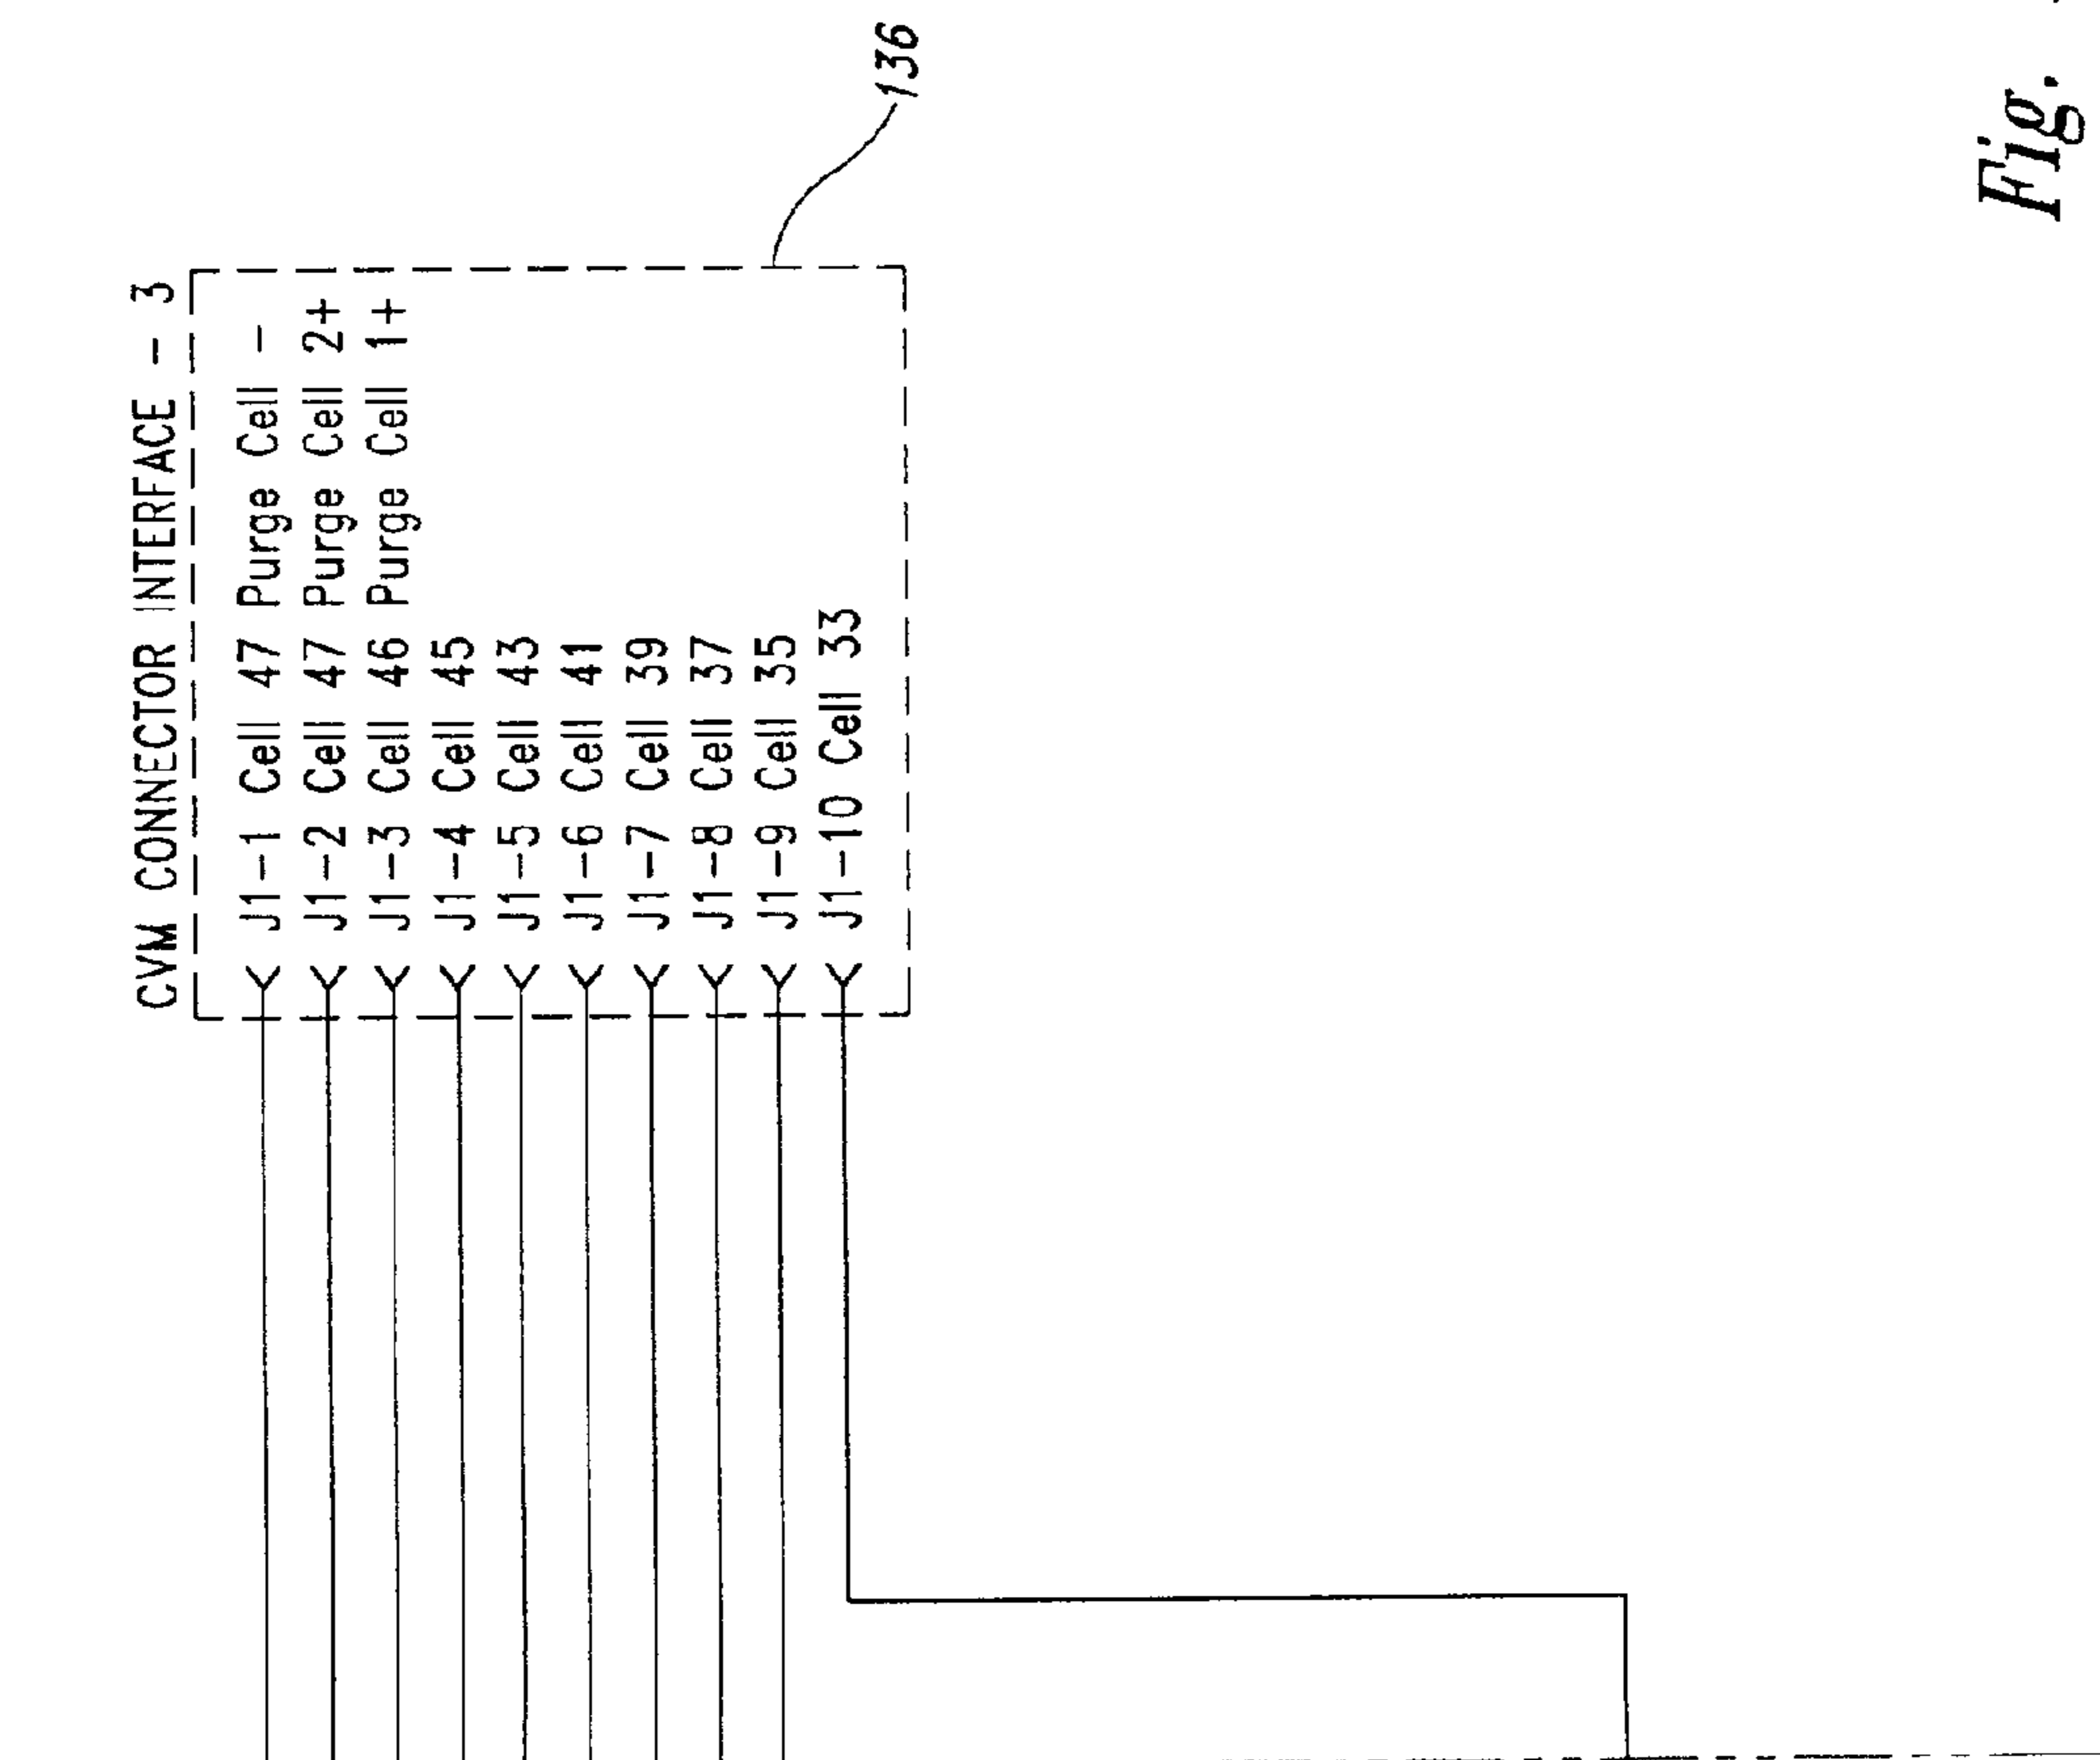 CVM CONNECTOR INTERFACE - 3
J1-1 Cell 47 Purge Cell -
J1-2 Cell 47 Purge Cell 2+
J1-3 Cell 46 Purge Cell 1+
J1-4 Cell 45
J1-5 Cell 43
J1-6 Cell 41
J1-7 Cell 39
J1-8 Cell 37
J1-9 Cell 35
J1-10 Cell 33
136
Fig.